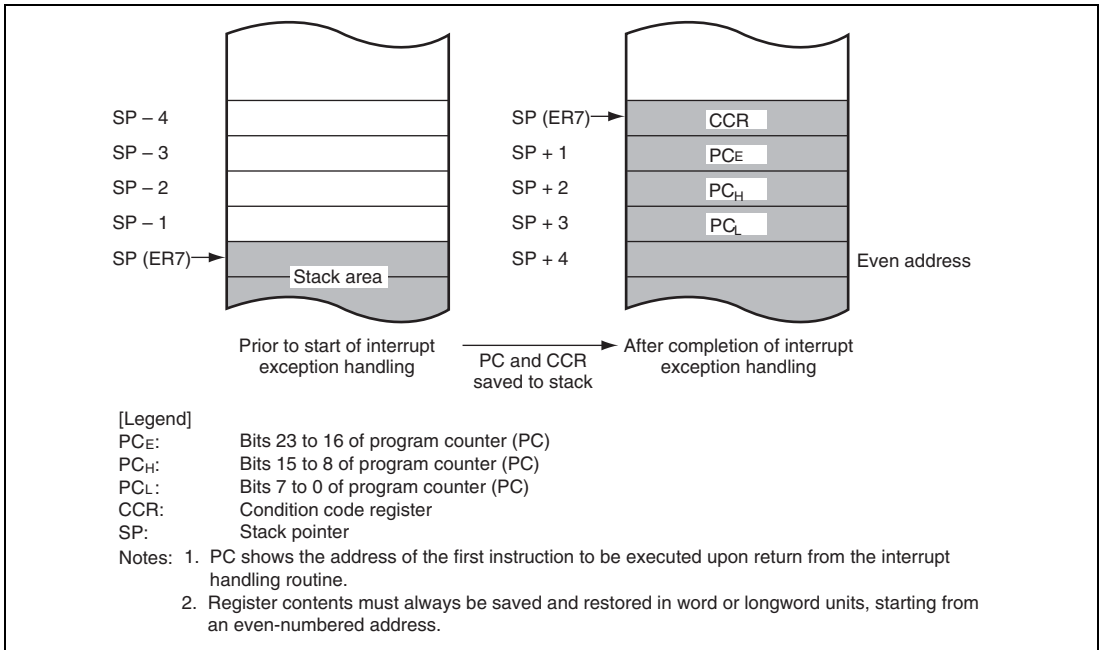 SP – 4
SP – 3
SP – 2
SP – 1
SP (ER7)
Stack area
SP (ER7)
SP + 1
SP + 2
SP + 3
SP + 4
CCR
PCE
PCH
PCL
Even address
Prior to start of interrupt
exception handling
PC and CCR
saved to stack
After completion of interrupt
exception handling
[Legend]
PCE: Bits 23 to 16 of program counter (PC)
PCH: Bits 15 to 8 of program counter (PC)
PCL: Bits 7 to 0 of program counter (PC)
CCR: Condition code register
SP: Stack pointer
Notes: 1. PC shows the address of the first instruction to be executed upon return from the interrupt
handling routine.
2. Register contents must always be saved and restored in word or longword units, starting from
an even-numbered address.